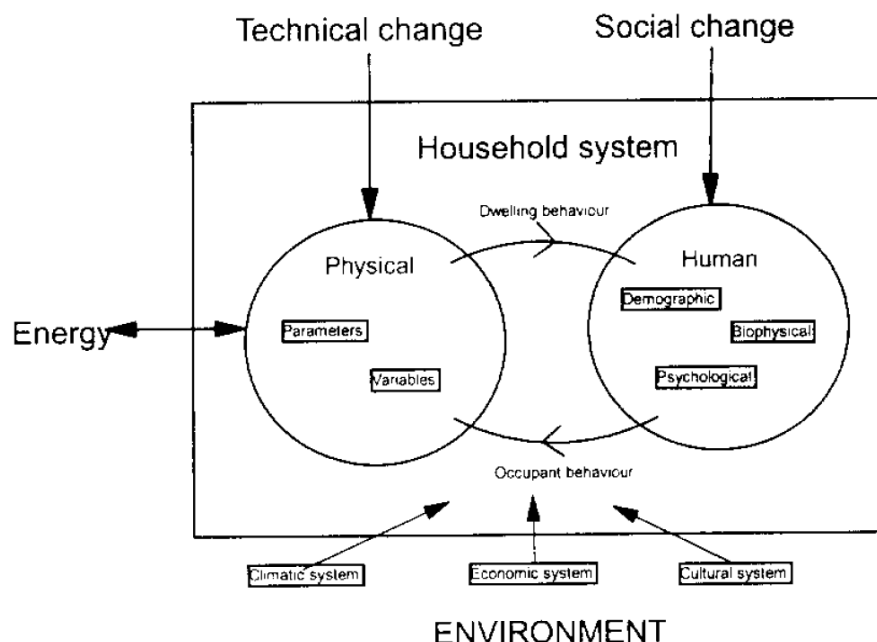 Technical change
Social change
Household system
Dwelling behaviour
Physical
Human
Demographic
Parameters
Biophysical
Energy
Variables
Psychological
Occupant behaviour
Climatic system
Economic system
Cultural system
ENVIRONMENT